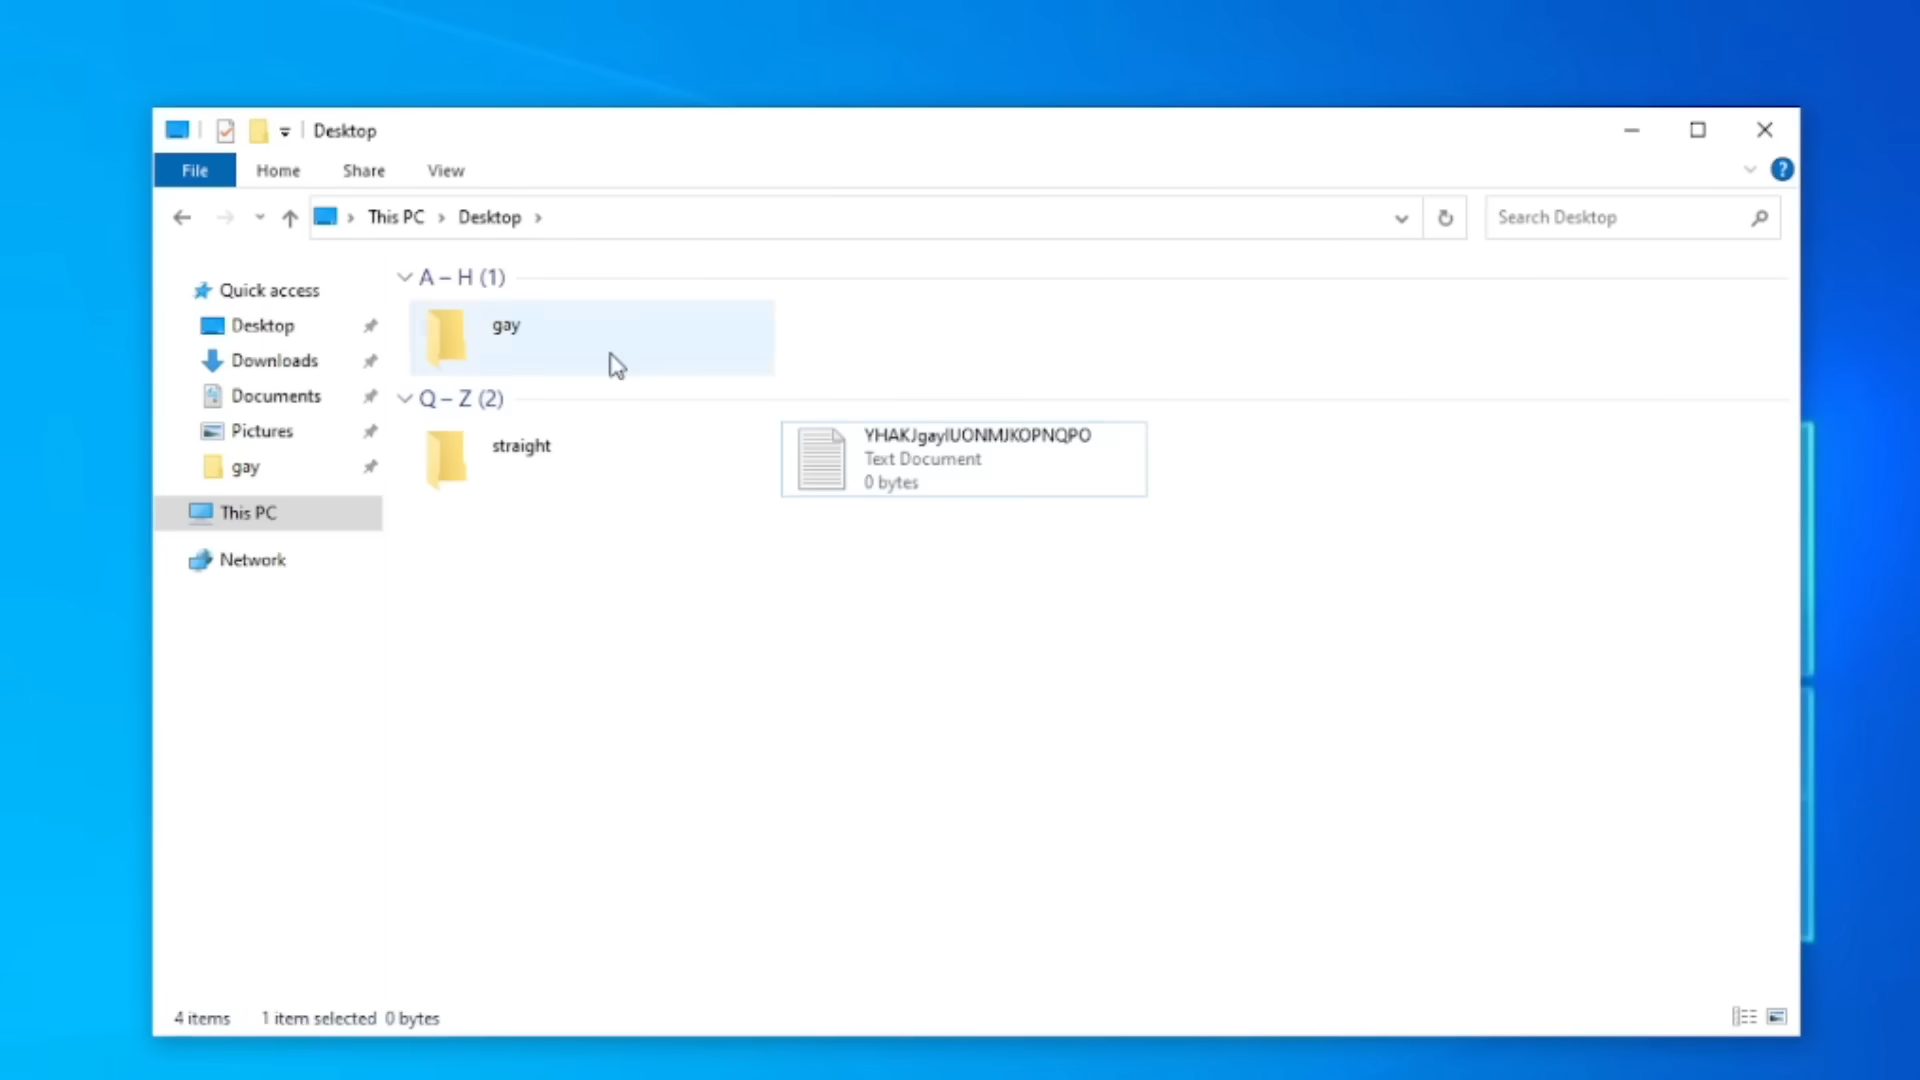 Desktop
File Home Share View
This PC Desktop
Search Desktop
Quick access
Desktop
Downloads
Documents
Pictures
gay
This PC
Network
A – H (1)
gay
Q – Z (2)
straight
YHAKJgayIUONMJKOPNQPO
Text Document
0 bytes
4 items 1 item selected 0 bytes